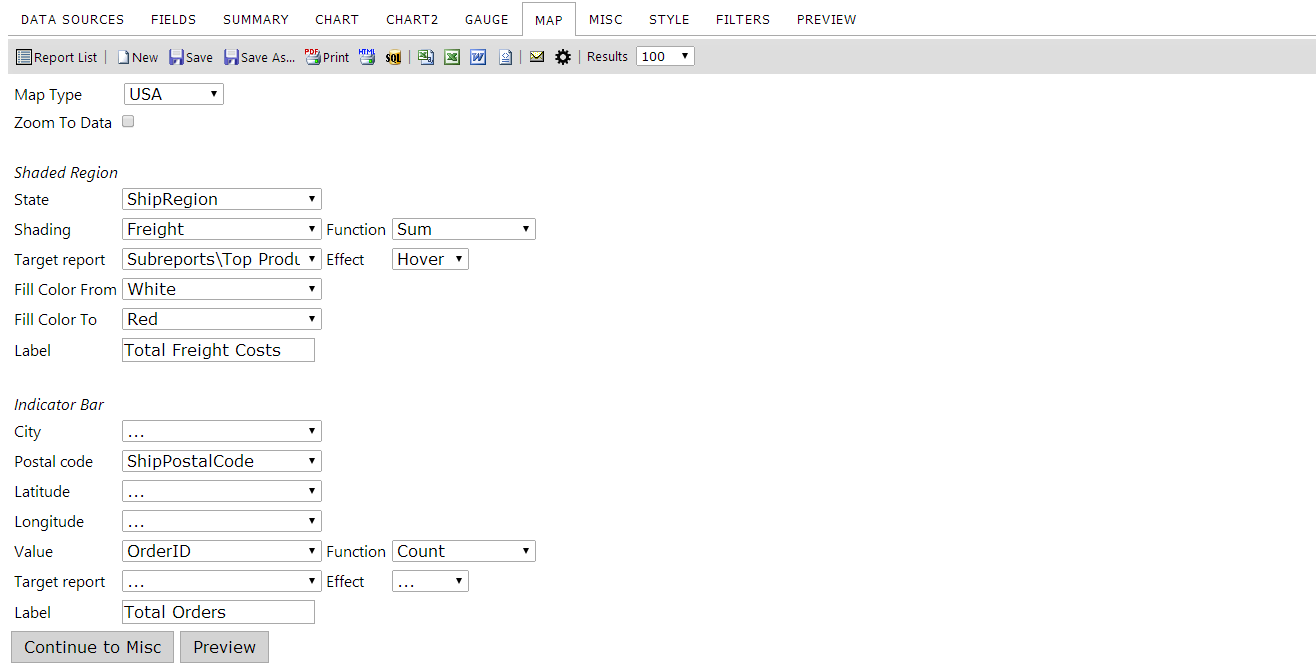 DATA SOURCES FIELDS SUMMARY CHART CHART2 GAUGE MAP MISC STYLE FILTERS PREVIEW
Report List | New Save Save As... PDF Print HTML SQL | | Results 100
Map Type USA
Zoom To Data
Shaded Region
State ShipRegion
Shading Freight Function Sum
Target report Subreports\Top Produ Effect Hover
Fill Color From White
Fill Color To Red
Label Total Freight Costs
Indicator Bar
City ...
Postal code ShipPostalCode
Latitude ...
Longitude ...
Value OrderID Function Count
Target report ... Effect ...
Label Total Orders
Continue to Misc Preview